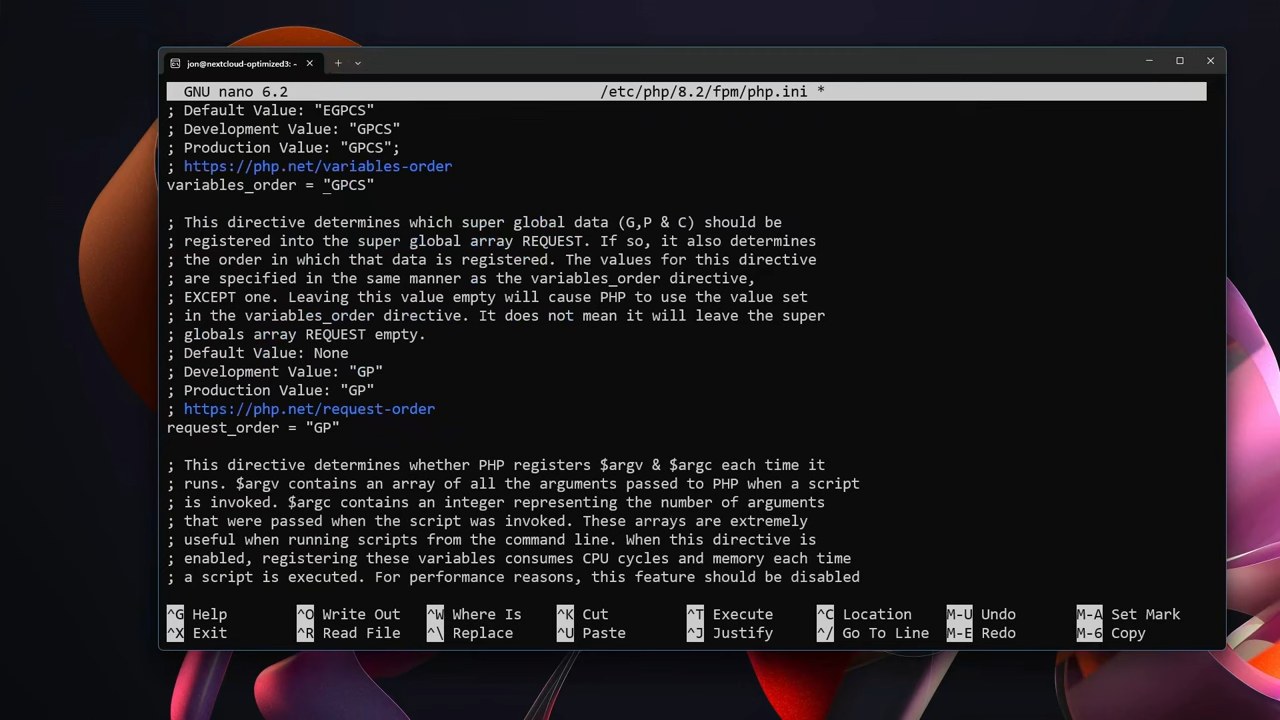 jon@nextcloud-optimized3: ~
GNU nano 6.2 /etc/php/8.2/fpm/php.ini *
; Default Value: "EGPCS"
; Development Value: "GPCS"
; Production Value: "GPCS";
; https://php.net/variables-order
variables_order = "GPCS"
; This directive determines which super global data (G,P & C) should be
; registered into the super global array REQUEST. If so, it also determines
; the order in which that data is registered. The values for this directive
; are specified in the same manner as the variables_order directive,
; EXCEPT one. Leaving this value empty will cause PHP to use the value set
; in the variables_order directive. It does not mean it will leave the super
; globals array REQUEST empty.
; Default Value: None
; Development Value: "GP"
; Production Value: "GP"
; https://php.net/request-order
request_order = "GP"
; This directive determines whether PHP registers $argv & $argc each time it
; runs. $argv contains an array of all the arguments passed to PHP when a script
; is invoked. $argc contains an integer representing the number of arguments
; that were passed when the script was invoked. These arrays are extremely
; useful when running scripts from the command line. When this directive is
; enabled, registering these variables consumes CPU cycles and memory each time
; a script is executed. For performance reasons, this feature should be disabled
^G Help ^O Write Out ^W Where Is ^K Cut ^T Execute ^C Location M-U Undo M-A Set Mark
^X Exit ^R Read File ^\ Replace ^U Paste ^J Justify ^/ Go To Line M-E Redo M-6 Copy